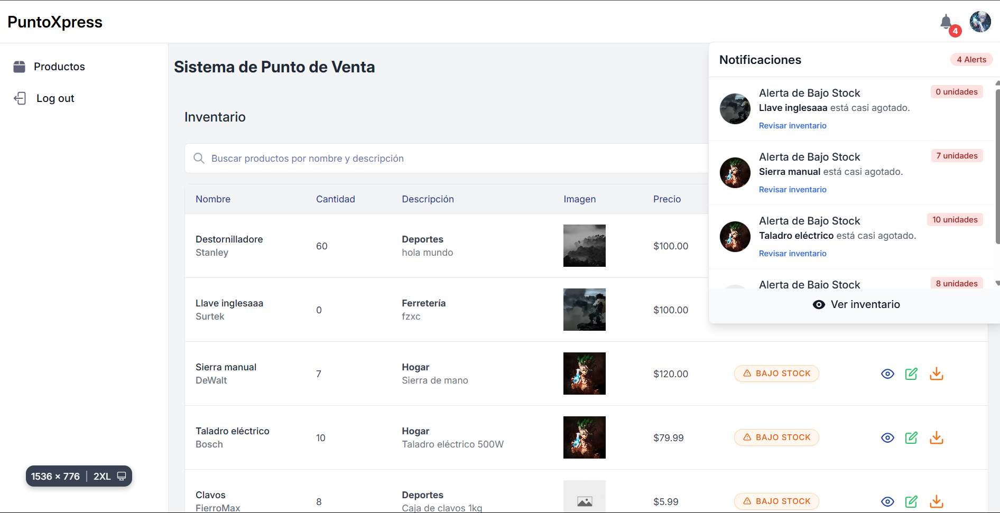 PuntoXpress
4
Productos
Log out
Sistema de Punto de Venta
Inventario
Buscar productos por nombre y descripción
Nombre Cantidad Descripción Imagen Precio
Destornilladore
Stanley
60
Deportes
hola mundo
$100.00
Llave inglesaaa
Surtek
0
Ferretería
fzxc
$100.00
Sierra manual
DeWalt
7
Hogar
Sierra de mano
$120.00
BAJO STOCK
Taladro eléctrico
Bosch
10
Hogar
Taladro eléctrico 500W
$79.99
BAJO STOCK
Clavos
FierroMax
8
Deportes
Caja de clavos 1kg
$5.99
BAJO STOCK
Notificaciones
4 Alerts
Alerta de Bajo Stock
0 unidades
Llave inglesaaa está casi agotado.
Revisar inventario
Alerta de Bajo Stock
7 unidades
Sierra manual está casi agotado.
Revisar inventario
Alerta de Bajo Stock
10 unidades
Taladro eléctrico está casi agotado.
Revisar inventario
Alerta de Bajo Stock
8 unidades
Ver inventario
1536 × 776 | 2XL